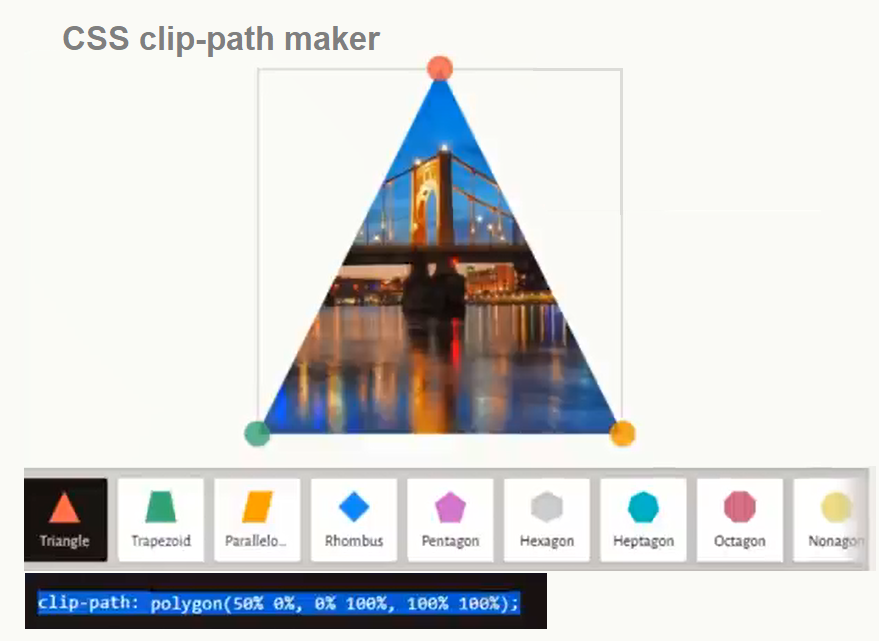 CSS clip-path maker
Triangle
Trapezoid
Parallelo...
Rhombus
Pentagon
Hexagon
Heptagon
Octagon
Nonagon
clip-path: polygon(50% 0%, 0% 100%, 100% 100%);